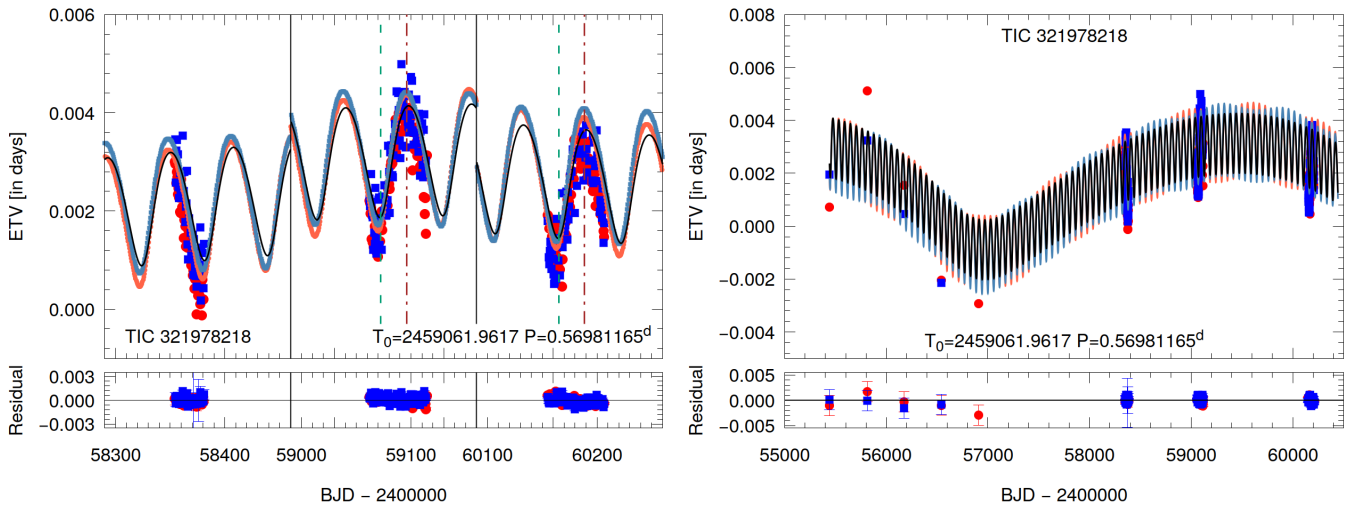 0.006
0.004
0.002
0.000
ETV [in days]
TIC 321978218
T0=2459061.9617 P=0.56981165d
0.003
0.000
−0.003
Residual
58300 58400 59000 59100 60100 60200
BJD − 2400000
0.008
0.006
0.004
0.002
0.000
−0.002
−0.004
ETV [in days]
TIC 321978218
T0=2459061.9617 P=0.56981165d
0.005
0.000
−0.005
Residual
55000 56000 57000 58000 59000 60000
BJD − 2400000